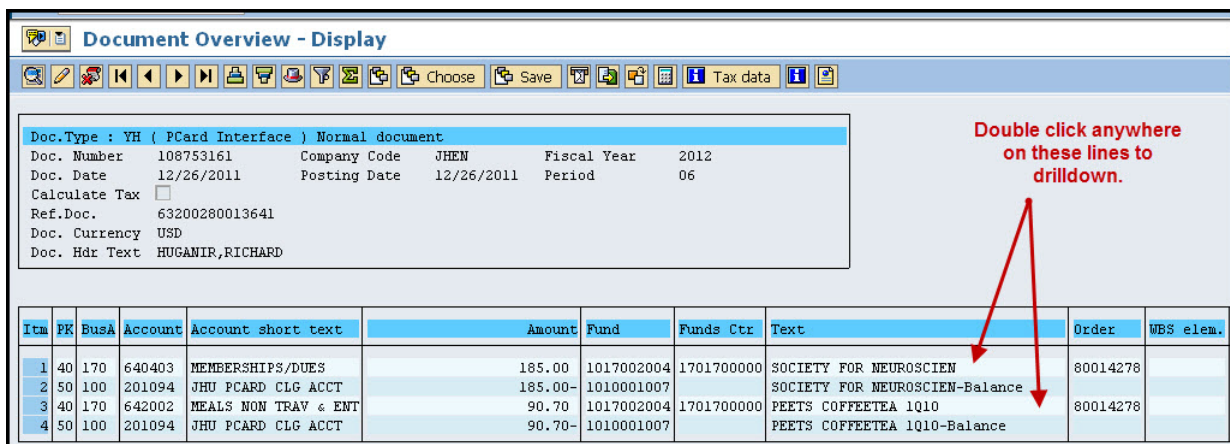 Document Overview - Display
Choose Save Tax data
Doc.Type : YH ( PCard Interface ) Normal document
Doc. Number 108753161 Company Code JHEN Fiscal Year 2012
Doc. Date 12/26/2011 Posting Date 12/26/2011 Period 06
Calculate Tax
Ref.Doc. 63200280013641
Doc. Currency USD
Doc. Hdr Text HUGANIR,RICHARD
Double click anywhere
on these lines to
drilldown.
Itm PK BusA Account Account short text Amount Fund Funds Ctr Text Order WBS elem.
1 40 170 640403 MEMBERSHIPS/DUES 185.00 1017002004 1701700000 SOCIETY FOR NEUROSCIEN 80014278
2 50 100 201094 JHU PCARD CLG ACCT 185.00- 1010001007 SOCIETY FOR NEUROSCIEN-Balance
3 40 170 642002 MEALS NON TRAV & ENT 90.70 1017002004 1701700000 PEETS COFFEETEA 1Q10 80014278
4 50 100 201094 JHU PCARD CLG ACCT 90.70- 1010001007 PEETS COFFEETEA 1Q10-Balance